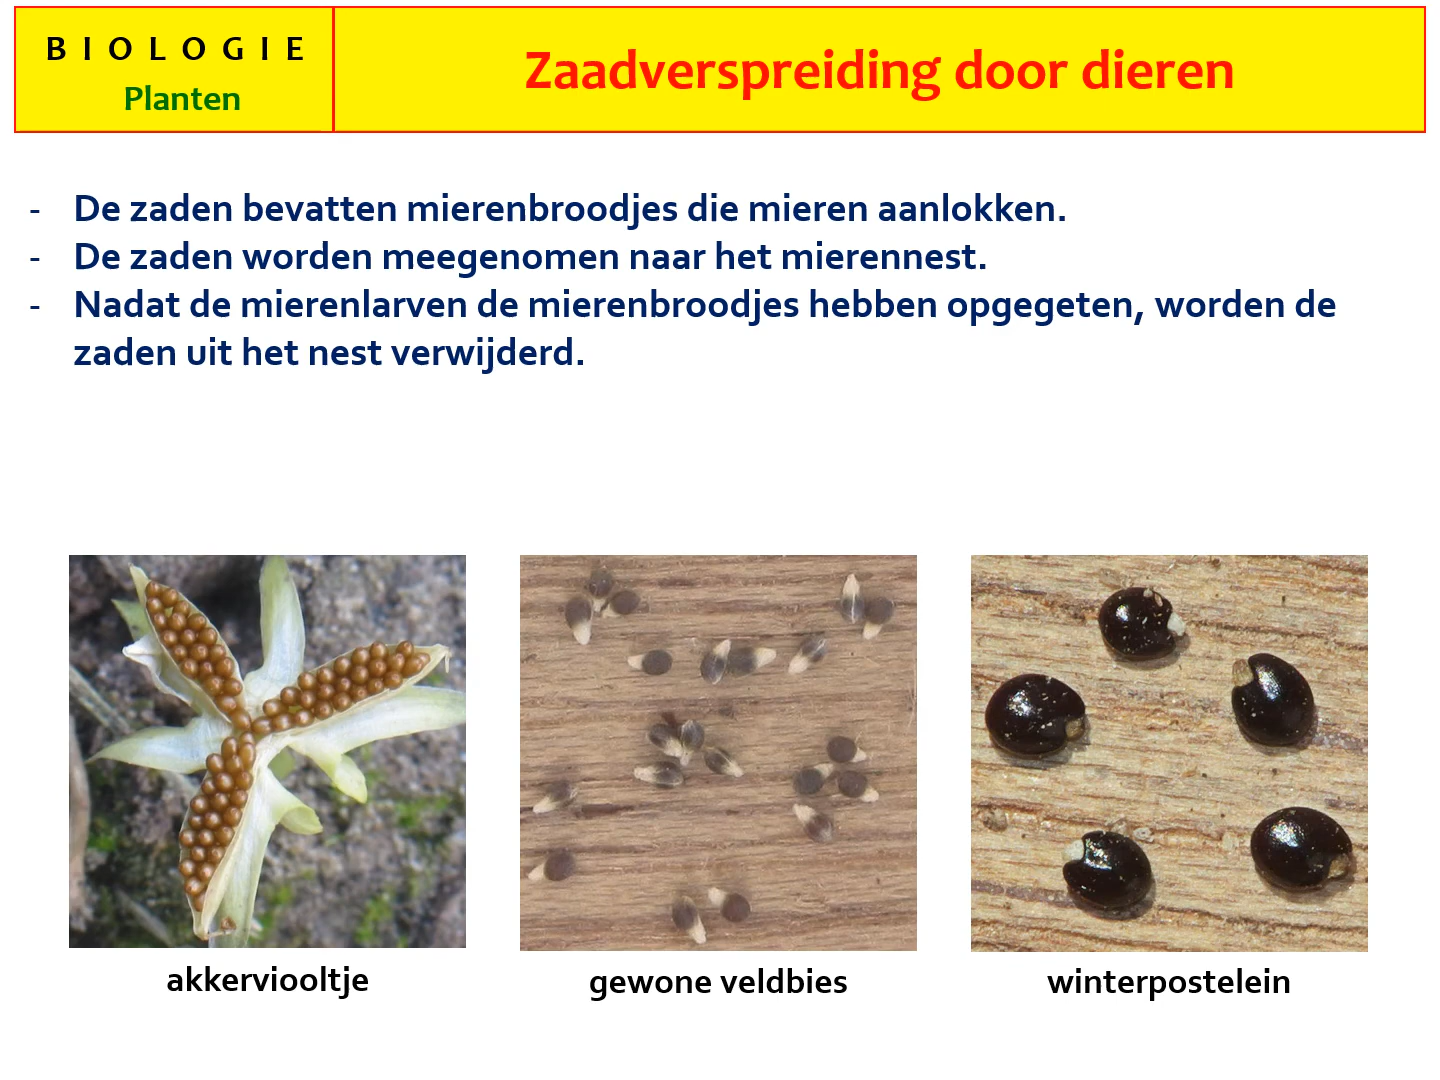 B I O L O G I E
Planten
Zaadverspreiding door dieren
- De zaden bevatten mierenbroodjes die mieren aanlokken.
- De zaden worden meegenomen naar het mierennest.
- Nadat de mierenlarven de mierenbroodjes hebben opgegeten, worden de
zaden uit het nest verwijderd.
akkerviooltje
gewone veldbies
winterpostelein